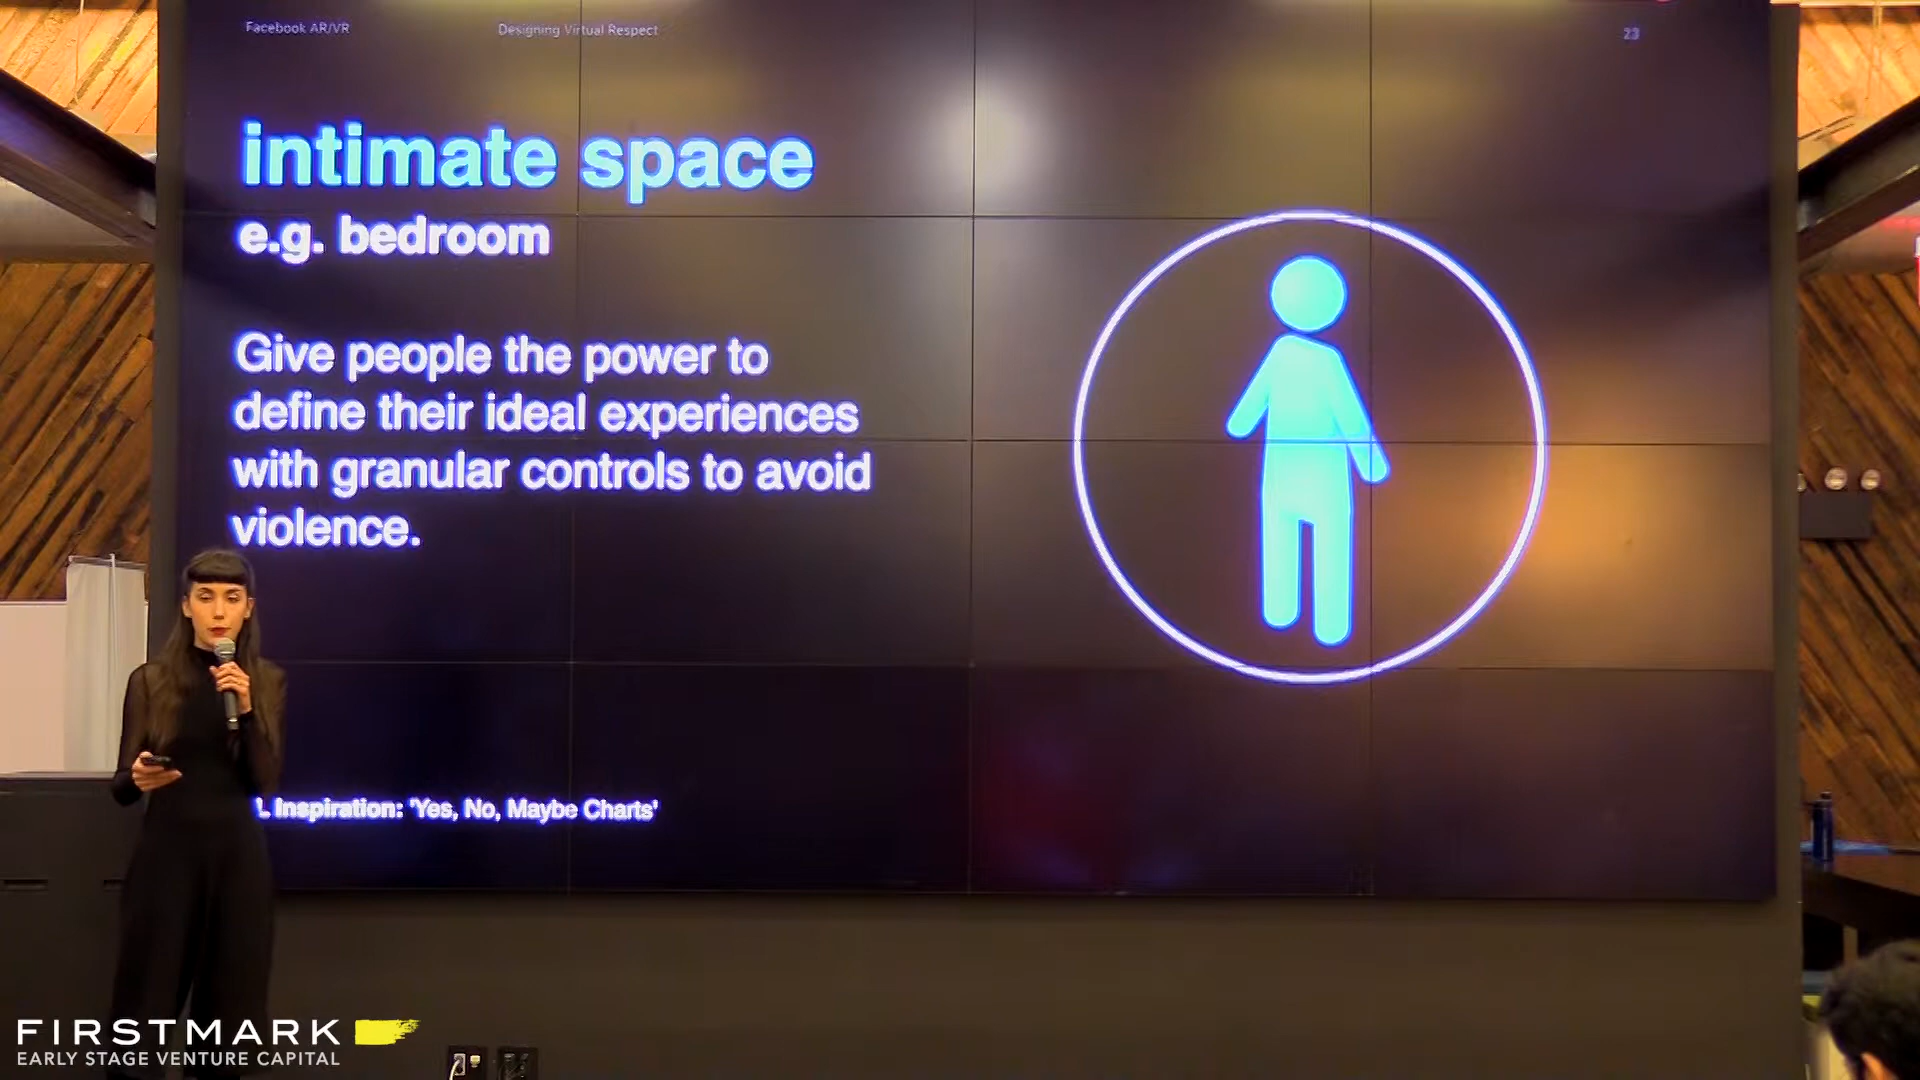 Facebook AR/VR
Designing Virtual Respect
23
intimate space
e.g. bedroom
Give people the power to
define their ideal experiences
with granular controls to avoid
violence.
Inspiration: 'Yes, No, Maybe Charts'
FIRSTMARK
EARLY STAGE VENTURE CAPITAL